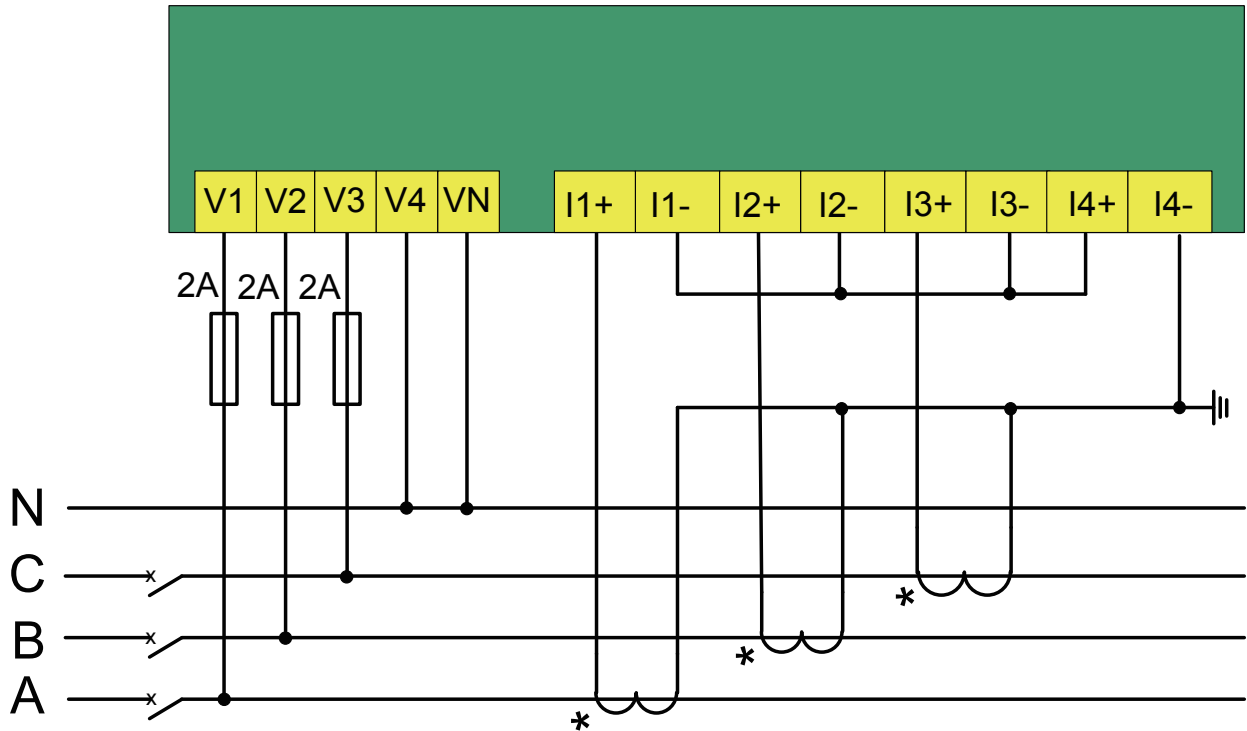 V1 V2 V3 V4 VN I1+ I1- I2+ I2- I3+ I3- I4+ I4-
2A 2A 2A
N
C x
*
B x
*
A x
*